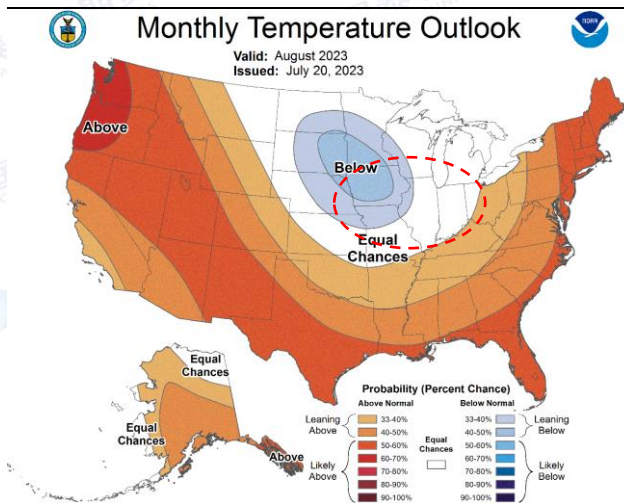 Monthly Temperature Outlook
Valid: August 2023
Issued: July 20, 2023
NOAA
Above
Below
Equal
Chances
Equal
Chances
Equal
Chances
Above
Probability (Percent Chance)
Above Normal
Below Normal
Leaning
Above
33-40%
40-50%
Likely
Above
50-60%
60-70%
70-80%
80-90%
90-100%
Equal
Chances
33-40%
40-50%
Leaning
Below
50-60%
60-70%
70-80%
80-90%
90-100%
Likely
Below